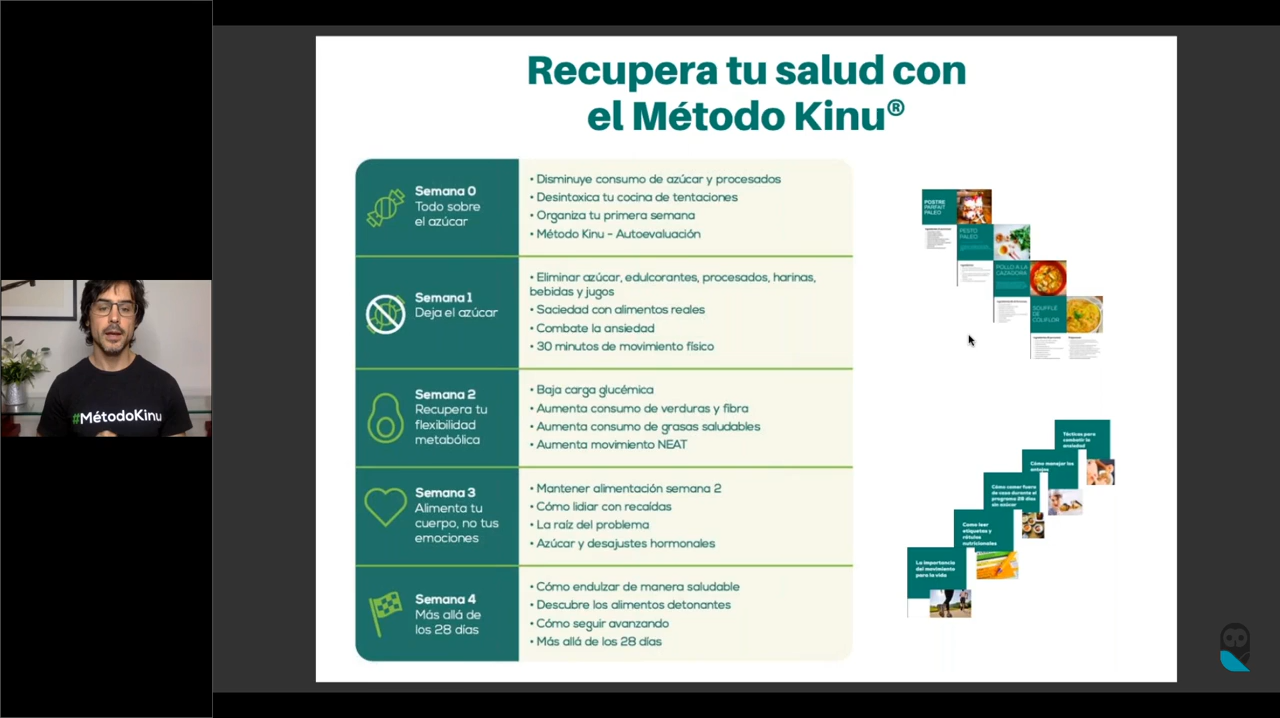 Recupera tu salud con
el Método Kinu®
Semana 0
Todo sobre
el azúcar
• Disminuye consumo de azúcar y procesados
• Desintoxica tu cocina de tentaciones
• Organiza tu primera semana
• Método Kinu - Autoevaluación
Semana 1
Deja el azúcar
• Eliminar azúcar, edulcorantes, procesados, harinas,
bebidas y jugos
• Saciedad con alimentos reales
• Combate la ansiedad
• 30 minutos de movimiento físico
Semana 2
Recupera tu
flexibilidad
metabólica
• Baja carga glucémica
• Aumenta consumo de verduras y fibra
• Aumenta consumo de grasas saludables
• Aumenta movimiento NEAT
Semana 3
Alimenta tu
cuerpo, no tus
emociones
• Mantener alimentación semana 2
• Cómo lidiar con recaídas
• La raíz del problema
• Azúcar y desajustes hormonales
Semana 4
Más allá de
los 28 días
• Cómo endulzar de manera saludable
• Descubre los alimentos detonantes
• Cómo seguir avanzando
• Más allá de los 28 días
POSTRE
PARFAIT
PALEO
PESTO
PALEO
POLLO A LA
CAZADORA
SOUFFLE
DE
COLIFLOR
Tácticas para
combatir la
ansiedad
Cómo manejar los
antojos
Cómo comer fuera
de casa durante el
programa 28 días
sin azúcar
Como leer
etiquetas y
rótulos
nutricionales
La importancia
del movimiento
para la vida
#MétodoKinu